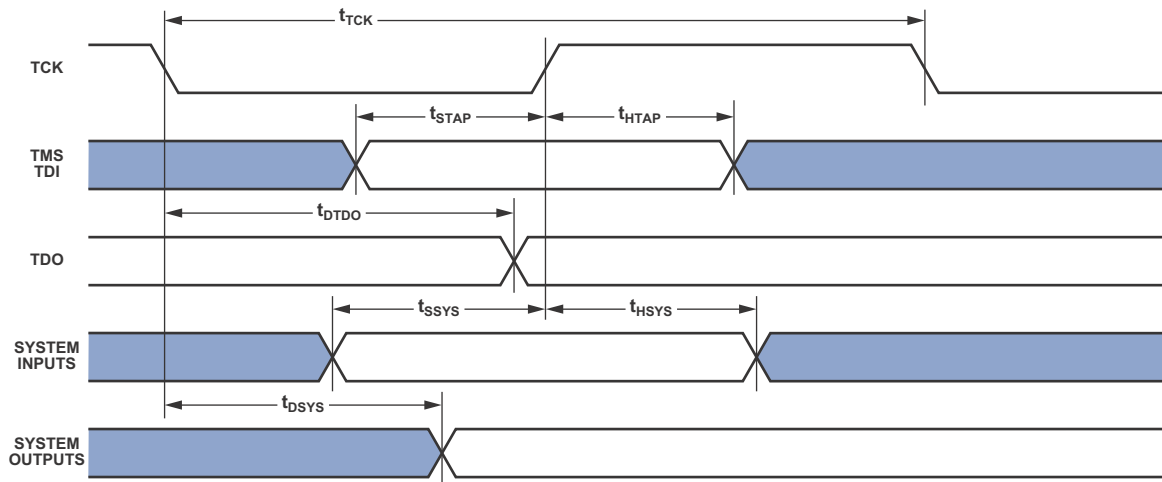 tTCK
TCK
tSTAP
tHTAP
TMS
TDI
tDTDO
TDO
tSSYS
tHSYS
SYSTEM
INPUTS
tDSYS
SYSTEM
OUTPUTS